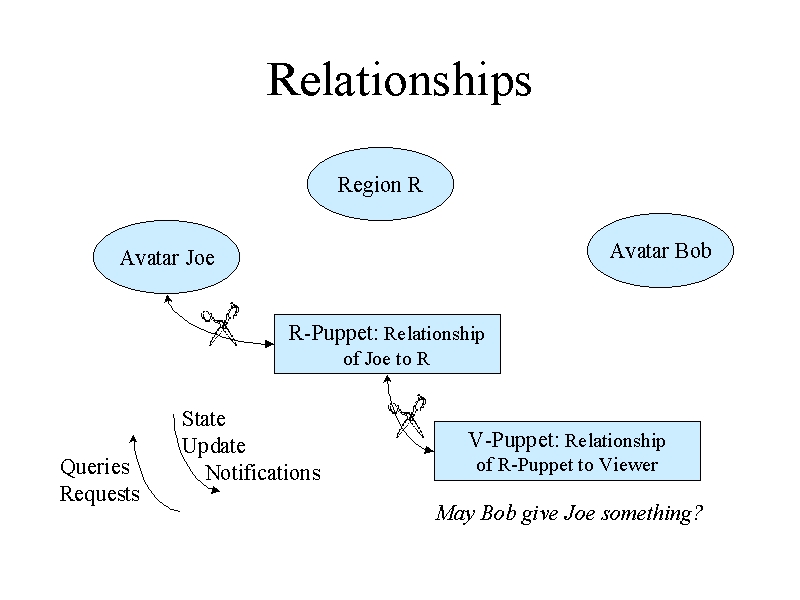 Relationships
Region R
Avatar Joe
Avatar Bob
R-Puppet: Relationship
of Joe to R
State
Update
Notifications
Queries
Requests
V-Puppet: Relationship
of R-Puppet to Viewer
May Bob give Joe something?